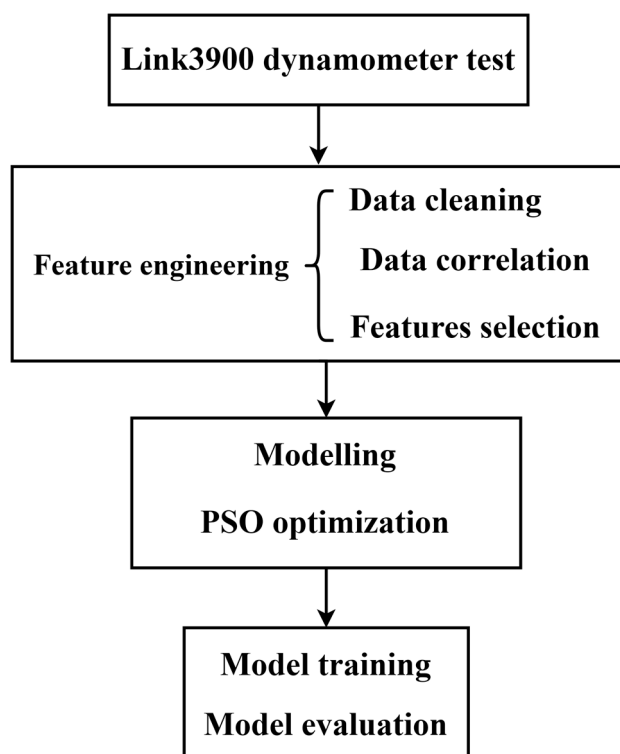 Link3900 dynamometer test
Feature engineering
Data cleaning
Data correlation
Features selection
Modelling
PSO optimization
Model training
Model evaluation